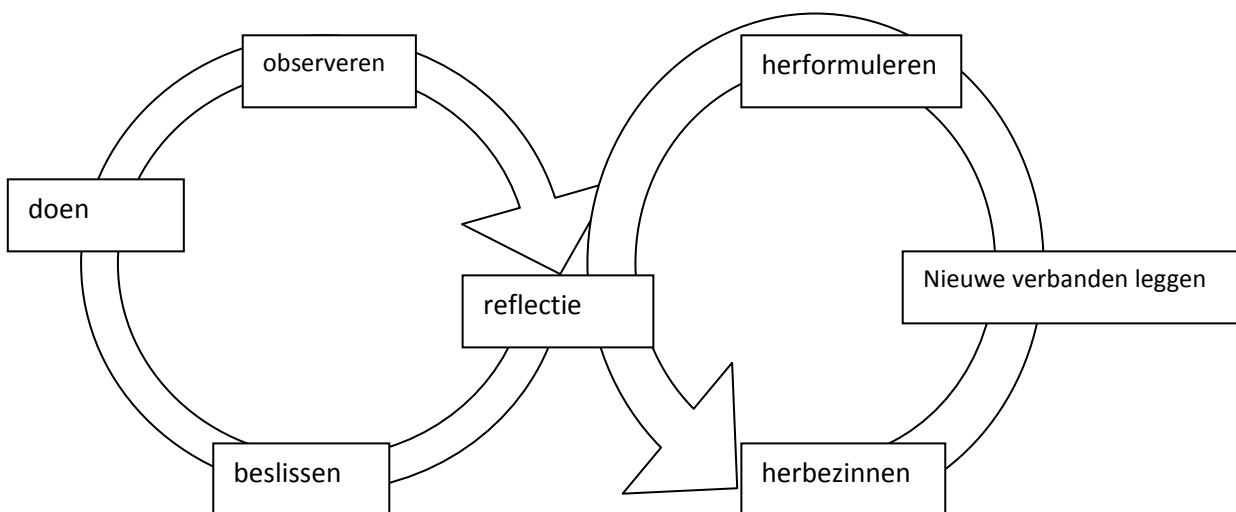 observeren
herformuleren
doen
Nieuwe verbanden leggen
reflectie
beslissen
herbezinnen